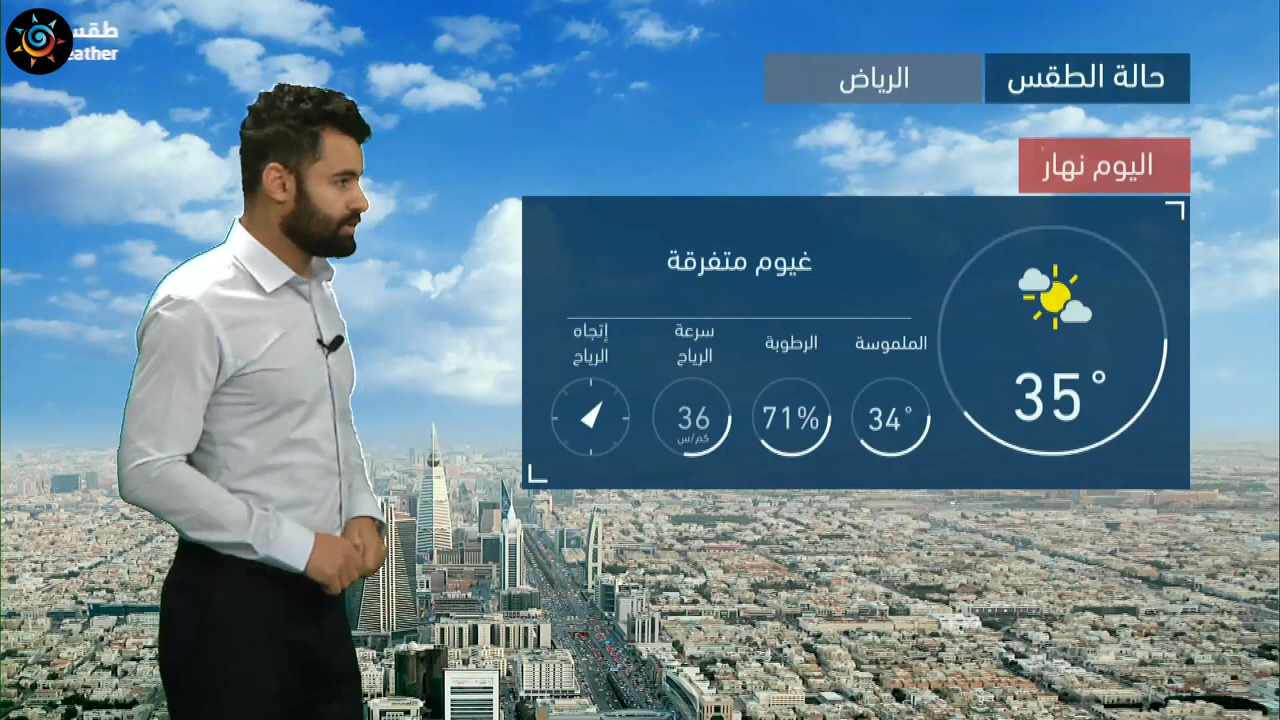 طقس
eather
حالة الطقس
الرياض
اليوم نهارَ
غيوم متفرقة
35°
الملموسة
34°
الرطوبة
71%
سرعة
الرياح
36
كم/س
إتجاه
الرياح